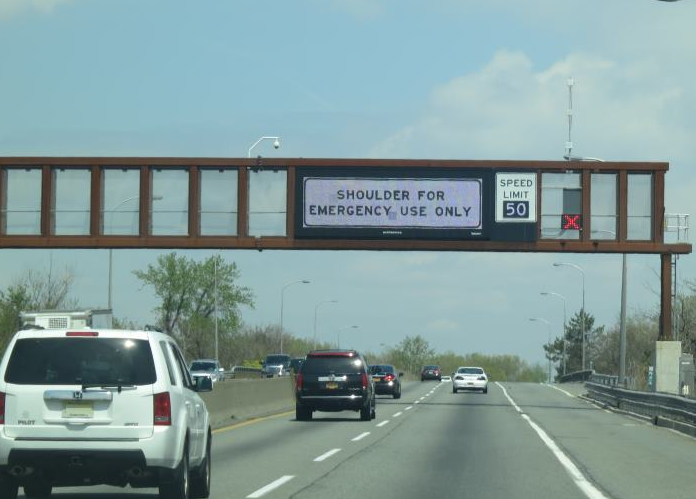 SHOULDER FOR
EMERGENCY USE ONLY
SPEED
LIMIT
50
PILOT